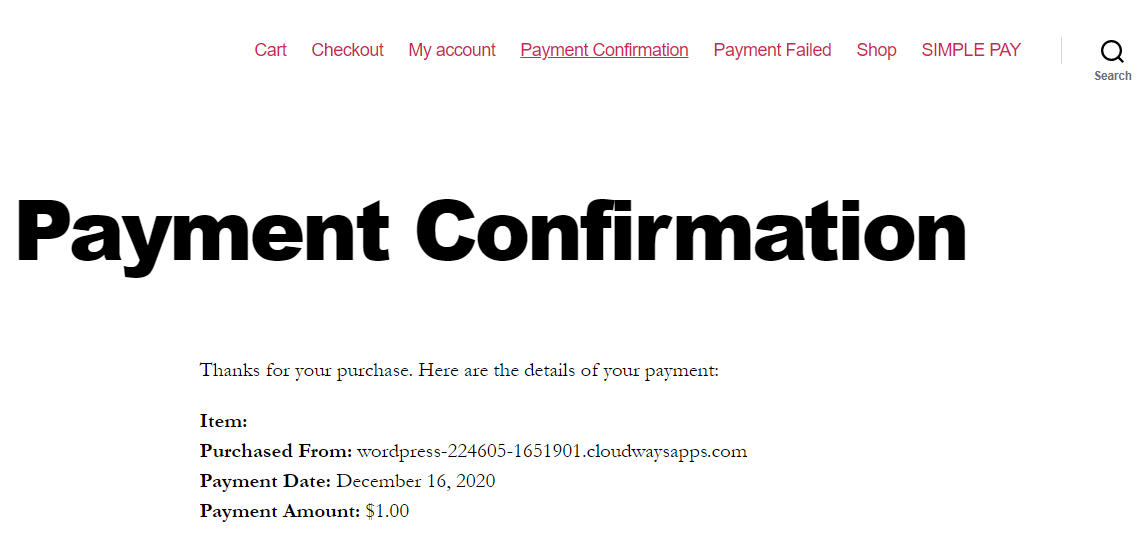 Cart Checkout My account Payment Confirmation Payment Failed Shop SIMPLE PAY
Search
Payment Confirmation
Thanks for your purchase. Here are the details of your payment:
Item:
Purchased From: wordpress-224605-1651901.cloudwaysapps.com
Payment Date: December 16, 2020
Payment Amount: $1.00